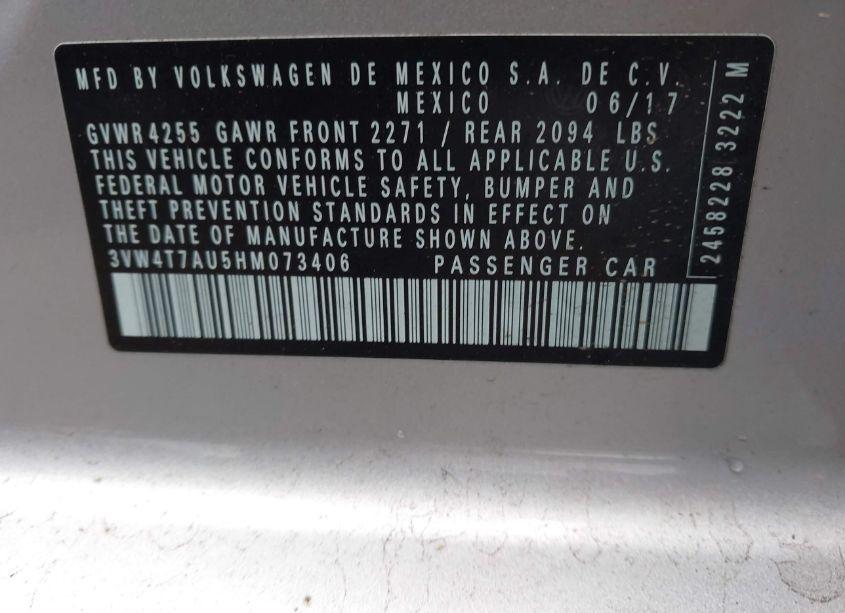 MFD BY VOLKSWAGEN DE MEXICO S.A. DE C.V.
MEXICO 06/17
GVWR 4255 GAWR FRONT 2271 / REAR 2094 LBS
THIS VEHICLE CONFORMS TO ALL APPLICABLE U.S.
FEDERAL MOTOR VEHICLE SAFETY, BUMPER AND
THEFT PREVENTION STANDARDS IN EFFECT ON
THE DATE OF MANUFACTURE SHOWN ABOVE.
3VW4T7AU5HM073406 PASSENGER CAR
2458228 3222 M